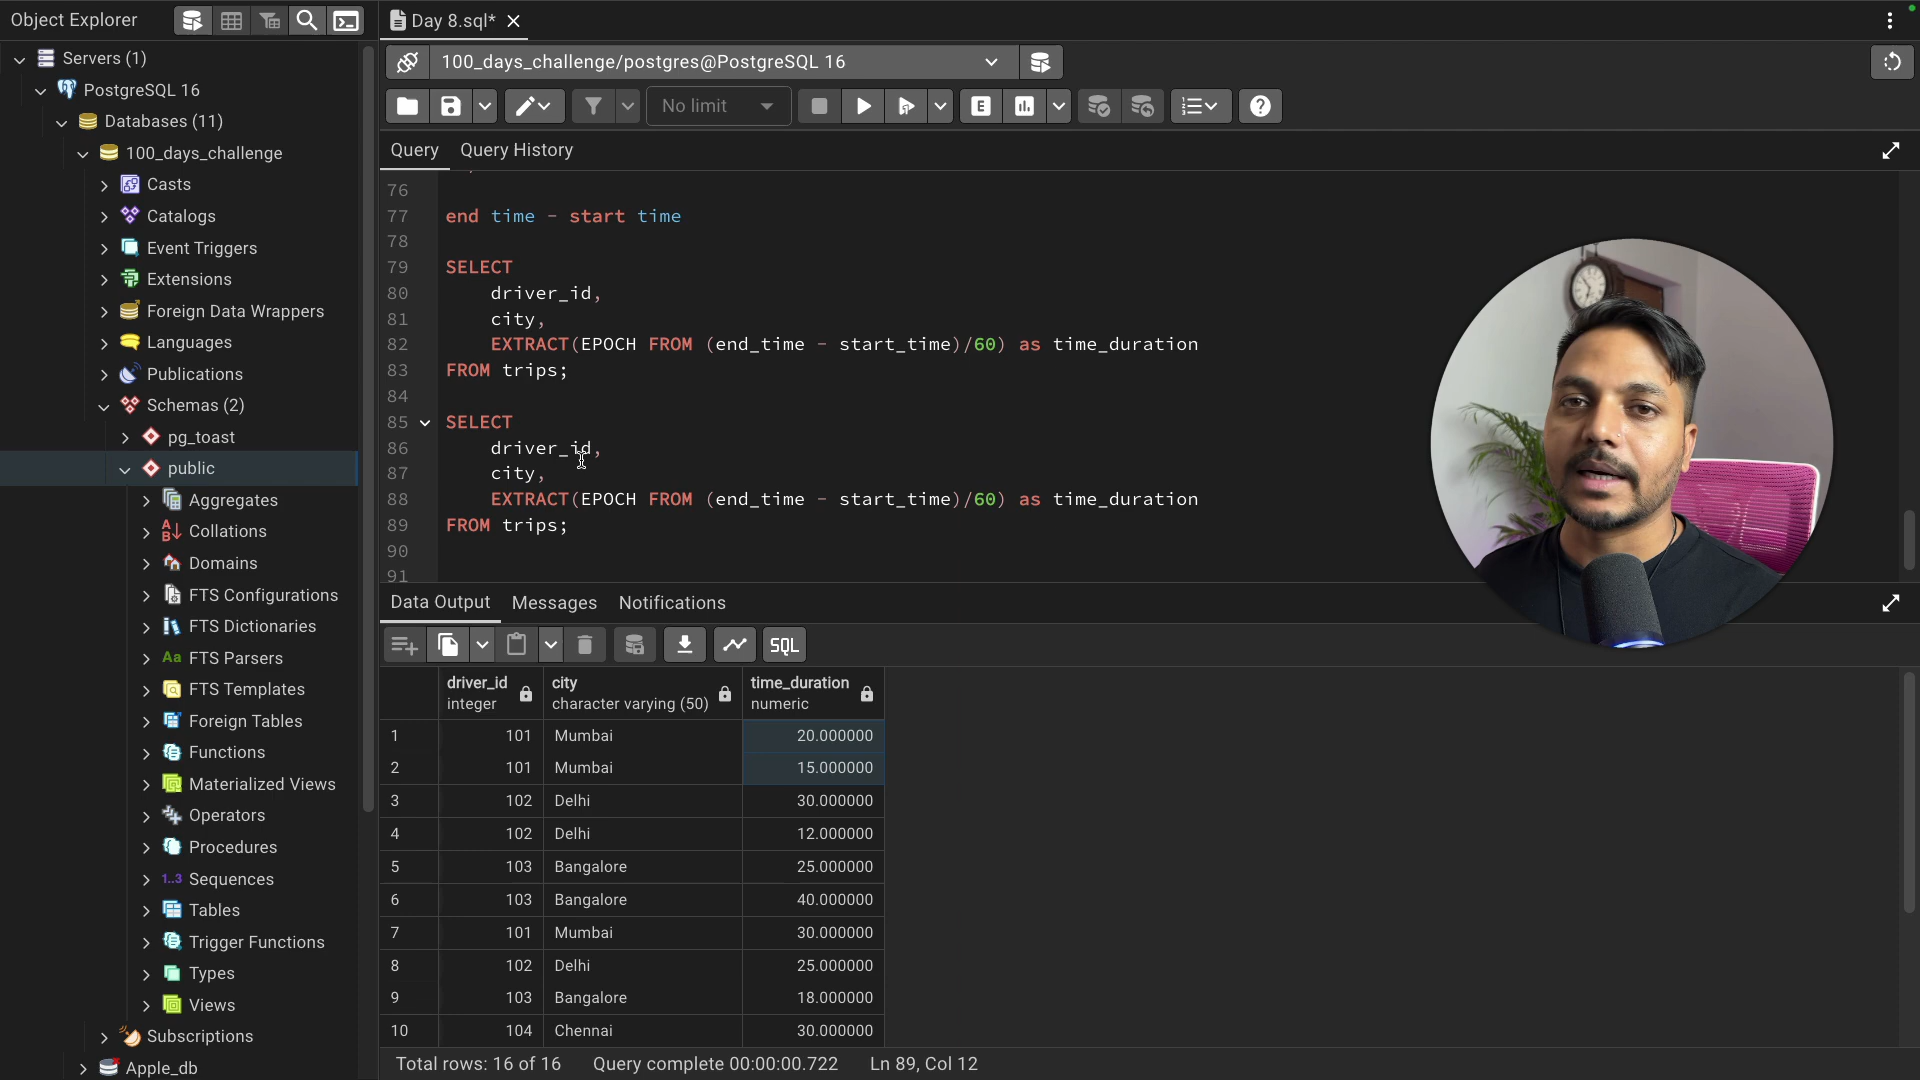 Object Explorer
Servers (1)
PostgreSQL 16
Databases (11)
100_days_challenge
Casts
Catalogs
Event Triggers
Extensions
Foreign Data Wrappers
Languages
Publications
Schemas (2)
pg_toast
public
Aggregates
Collations
Domains
FTS Configurations
FTS Dictionaries
Aa FTS Parsers
FTS Templates
Foreign Tables
Functions
Materialized Views
Operators
Procedures
1..3 Sequences
Tables
Trigger Functions
Types
Views
Subscriptions
Apple_db
Day 8.sql*
100_days_challenge/postgres@PostgreSQL 16
No limit
E
Query Query History
76
77 end time - start time
78
79 SELECT
80 driver_id,
81 city,
82 EXTRACT(EPOCH FROM (end_time - start_time)/60) as time_duration
83 FROM trips;
84
85 SELECT
86 driver_id,
87 city,
88 EXTRACT(EPOCH FROM (end_time - start_time)/60) as time_duration
89 FROM trips;
90
91
Data Output Messages Notifications
SQL
driver_id city time_duration
integer character varying (50) numeric
1 101 Mumbai 20.000000
2 101 Mumbai 15.000000
3 102 Delhi 30.000000
4 102 Delhi 12.000000
5 103 Bangalore 25.000000
6 103 Bangalore 40.000000
7 101 Mumbai 30.000000
8 102 Delhi 25.000000
9 103 Bangalore 18.000000
10 104 Chennai 30.000000
Total rows: 16 of 16 Query complete 00:00:00.722 Ln 89, Col 12